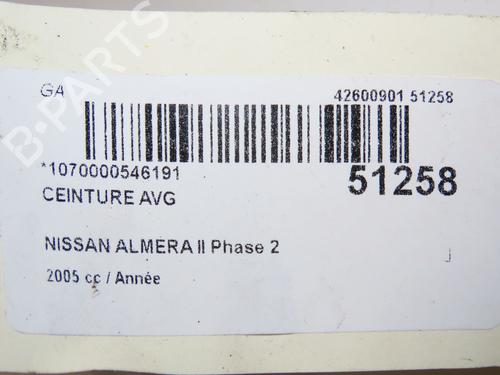 B-PARTS
GA
42600901 51258
*1070000546191
51258
CEINTURE AVG
NISSAN ALMERA II Phase 2
2005 cc / Année